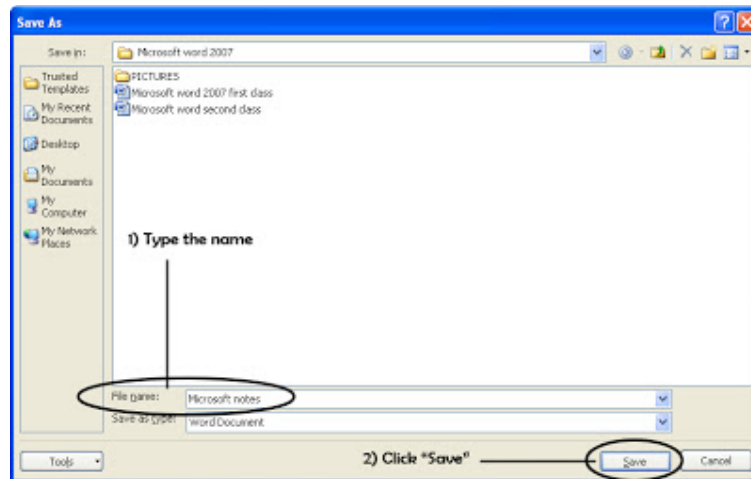 Save As
Save in:
Microsoft word 2007
Trusted
Templates
My Recent
Documents
Desktop
My
Documents
My
Computer
My Network
Places
PICTURES
Microsoft word 2007 first class
Microsoft word second class
1) Type the name
File name:
Microsoft notes
Save as type:
Word Document
Tools
2) Click "Save"
Save
Cancel